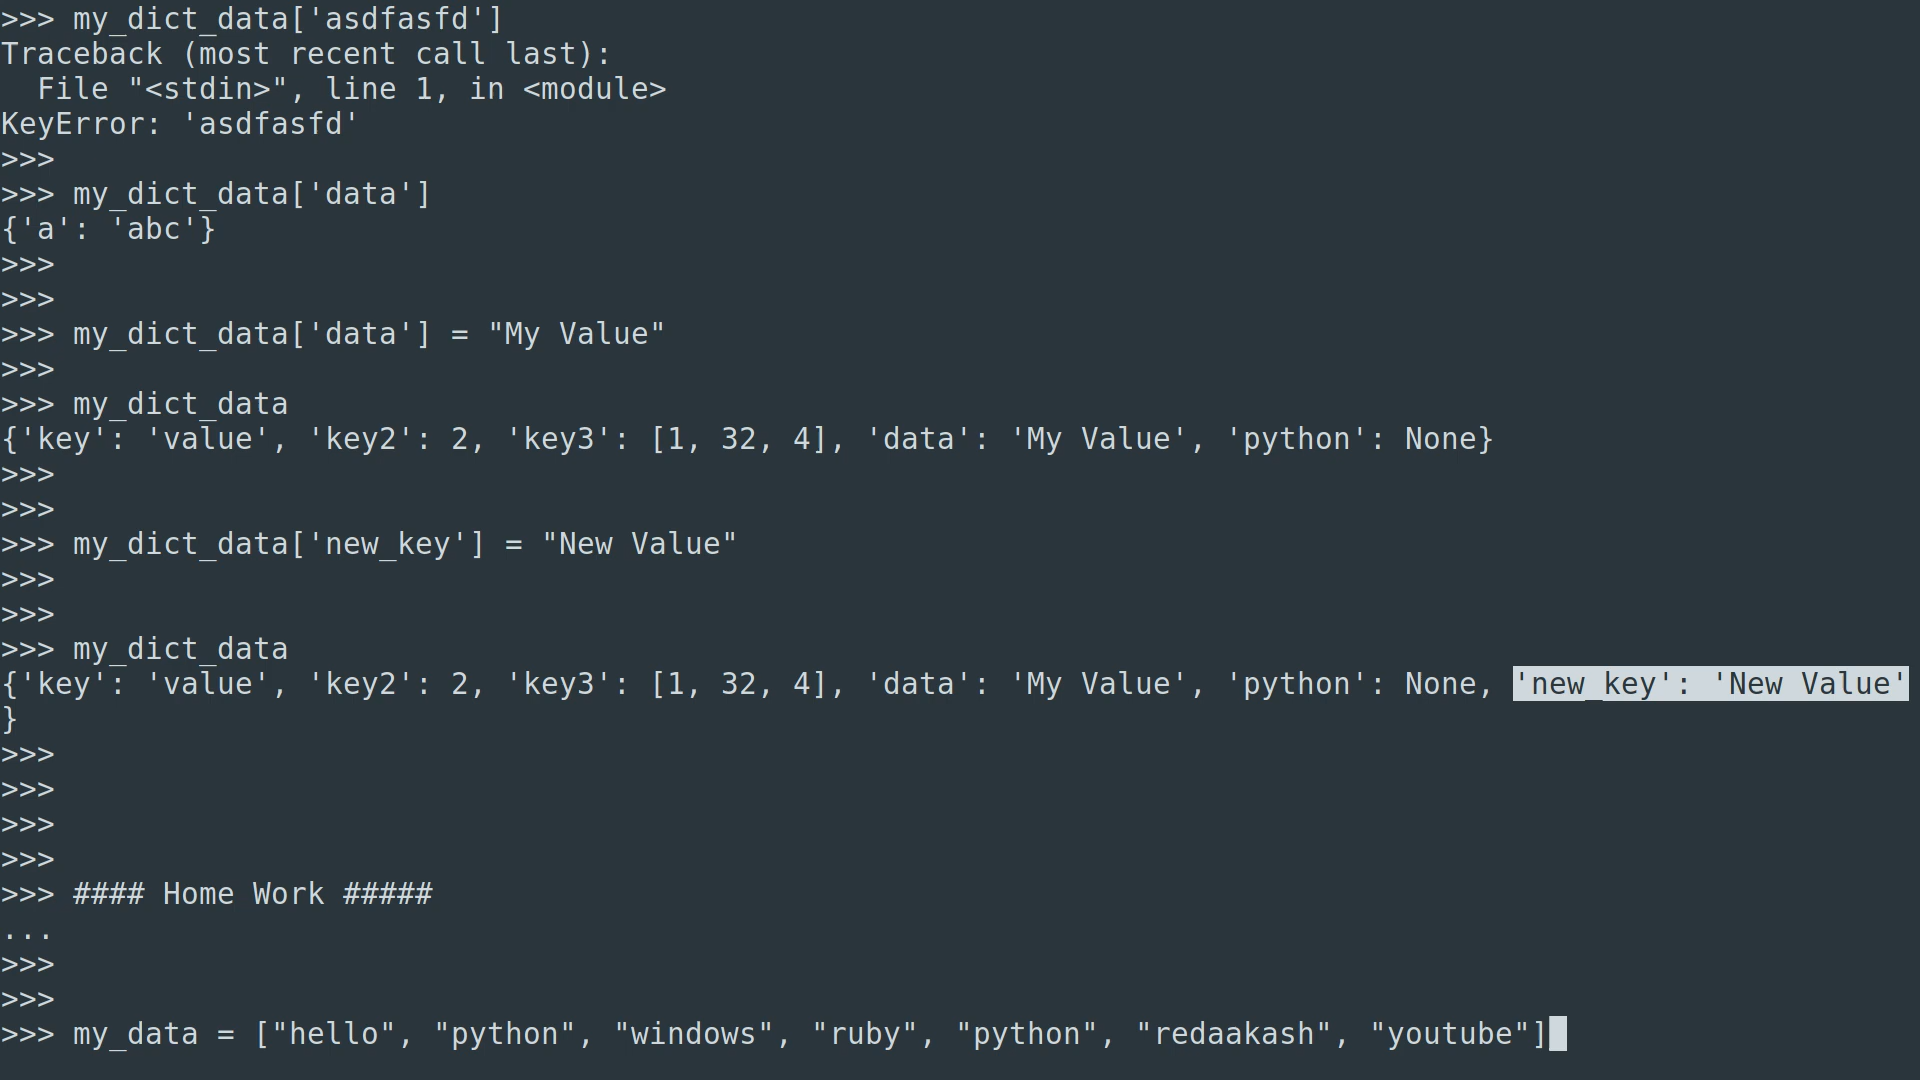 >>> my_dict_data['asdfasfd']
Traceback (most recent call last):
  File "<stdin>", line 1, in <module>
KeyError: 'asdfasfd'
>>>
>>> my_dict_data['data']
{'a': 'abc'}
>>>
>>>
>>> my_dict_data['data'] = "My Value"
>>>
>>> my_dict_data
{'key': 'value', 'key2': 2, 'key3': [1, 32, 4], 'data': 'My Value', 'python': None}
>>>
>>>
>>> my_dict_data['new_key'] = "New Value"
>>>
>>>
>>> my_dict_data
{'key': 'value', 'key2': 2, 'key3': [1, 32, 4], 'data': 'My Value', 'python': None, 'new_key': 'New Value'
}
>>>
>>>
>>>
>>>
>>> #### Home Work #####
...
>>>
>>>
>>> my_data = ["hello", "python", "windows", "ruby", "python", "redaakash", "youtube"]